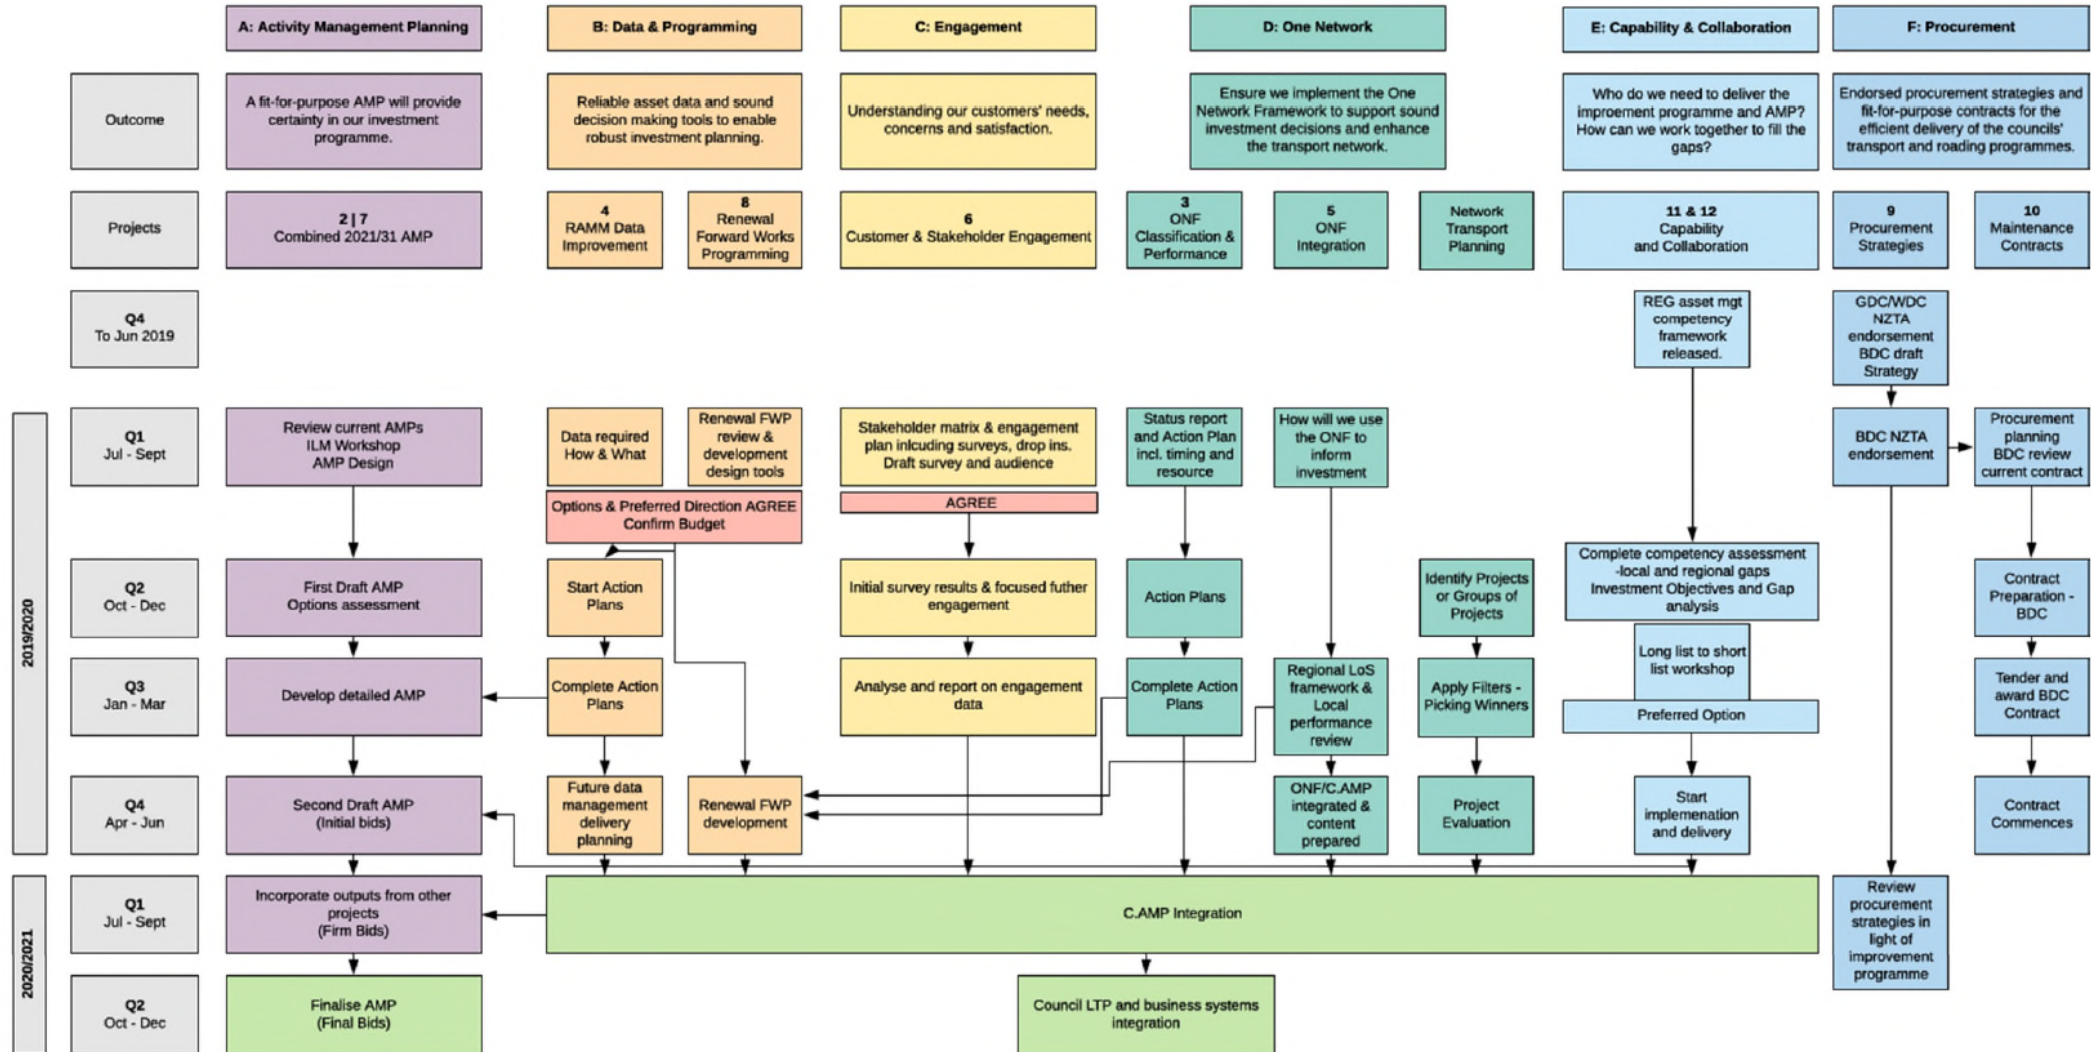 A: Activity Management Planning
B: Data & Programming
C: Engagement
D: One Network
E: Capability & Collaboration
F: Procurement
Outcome
A fit-for-purpose AMP will provide
certainty in our investment
programme.
Reliable asset data and sound
decision making tools to enable
robust investment planning.
Understanding our customers' needs,
concerns and satisfaction.
Ensure we implement the One
Network Framework to support sound
investment decisions and enhance
the transport network.
Who do we need to deliver the
improement programme and AMP?
How can we work together to fill the
gaps?
Endorsed procurement strategies and
fit-for-purpose contracts for the
efficient delivery of the councils'
transport and roading programmes.
Projects
2 | 7
Combined 2021/31 AMP
4
RAMM Data
Improvement
8
Renewal
Forward Works
Programming
6
Customer & Stakeholder Engagement
3
ONF
Classification &
Performance
5
ONF
Integration
Network
Transport
Planning
11 & 12
Capability
and Collaboration
9
Procurement
Strategies
10
Maintenance
Contracts
Q4
To Jun 2019
REG asset mgt
competency
framework
released.
GDC/WDC
NZTA
endorsement
BDC draft
Strategy
2019/2020
Q1
Jul - Sept
Review current AMPs
ILM Workshop
AMP Design
Data required
How & What
Renewal FWP
review &
development
design tools
Stakeholder matrix & engagement
plan inlcuding surveys, drop ins.
Draft survey and audience
Status report
and Action Plan
incl. timing and
resource
How will we use
the ONF to
inform
investment
BDC NZTA
endorsement
Procurement
planning
BDC review
current contract
Options & Preferred Direction AGREE
Confirm Budget
AGREE
Q2
Oct - Dec
First Draft AMP
Options assessment
Start Action
Plans
Initial survey results & focused futher
engagement
Action Plans
Identify Projects
or Groups of
Projects
Complete competency assessment
-local and regional gaps
Investment Objectives and Gap
analysis
Contract
Preparation -
BDC
Q3
Jan - Mar
Develop detailed AMP
Complete Action
Plans
Analyse and report on engagement
data
Complete Action
Plans
Regional LoS
framework &
Local
performance
review
Apply Filters -
Picking Winners
Long list to short
list workshop
Preferred Option
Tender and
award BDC
Contract
Q4
Apr - Jun
Second Draft AMP
(Initial bids)
Future data
management
delivery
planning
Renewal FWP
development
ONF/C.AMP
integrated &
content
prepared
Project
Evaluation
Start
implemenation
and delivery
Contract
Commences
2020/2021
Q1
Jul - Sept
Incorporate outputs from other
projects
(Firm Bids)
C.AMP Integration
Review
procurement
strategies in
light of
improvement
programme
Q2
Oct - Dec
Finalise AMP
(Final Bids)
Council LTP and business systems
integration